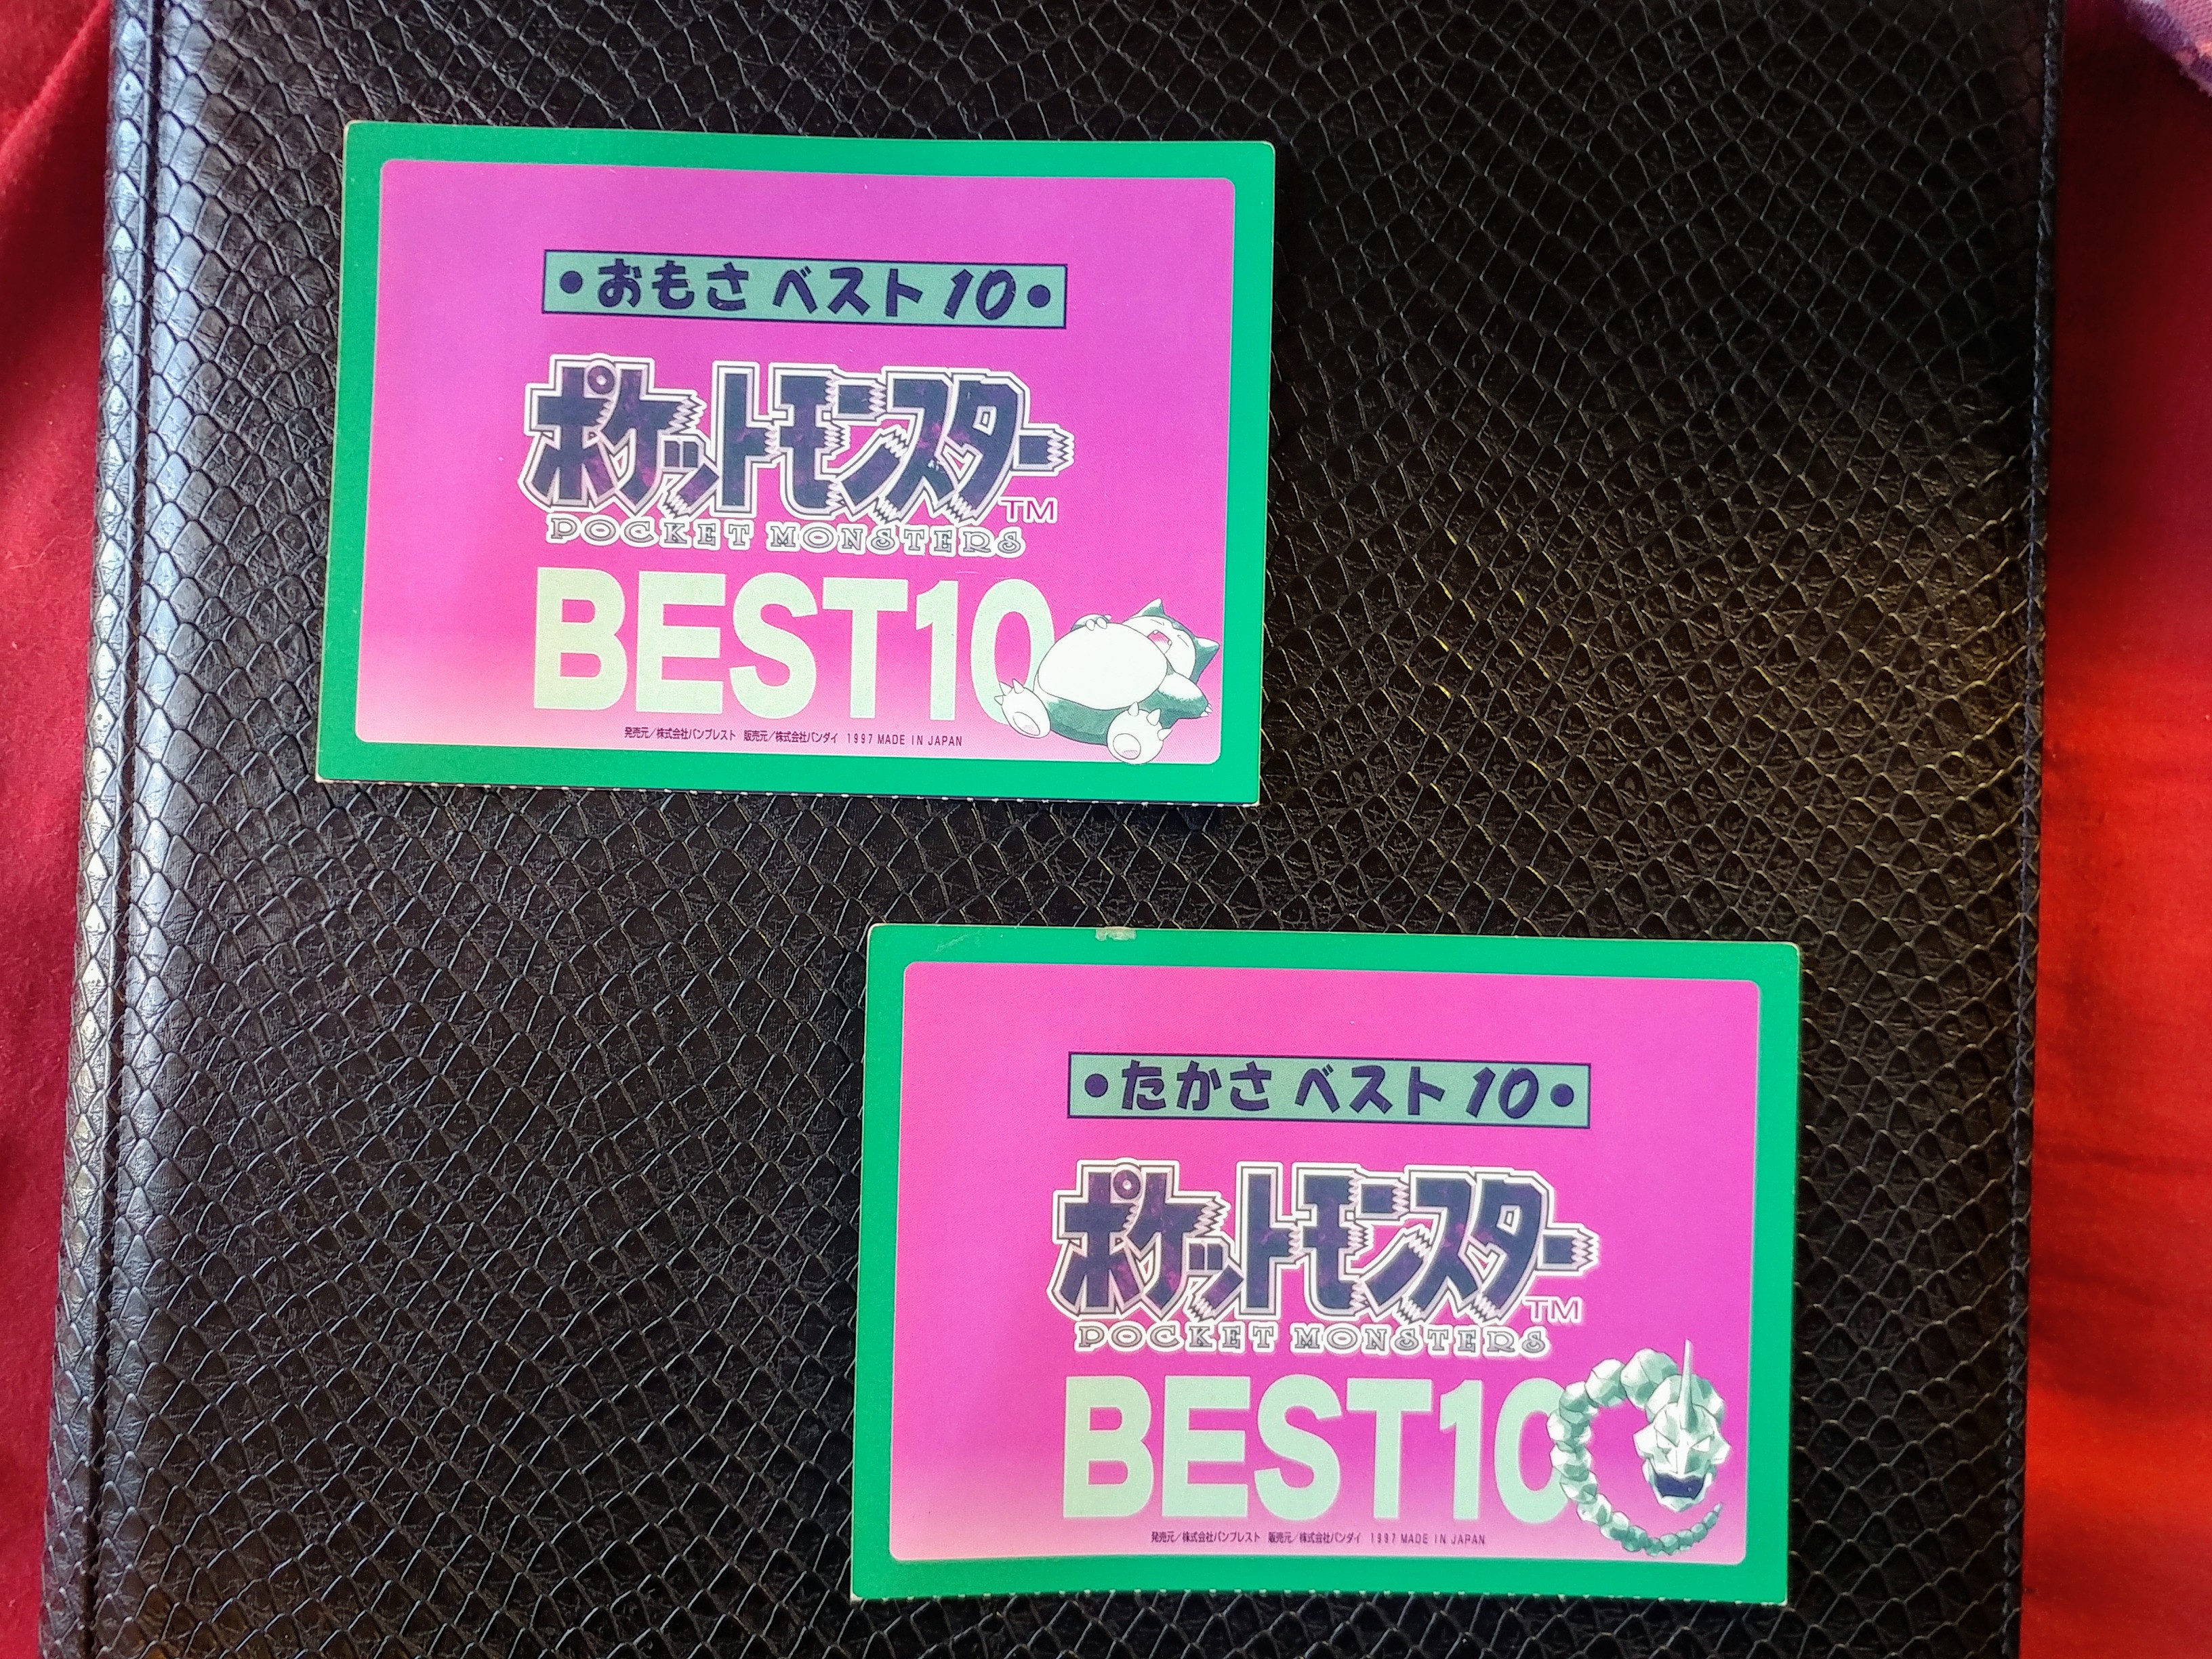 •おもさ ベスト10•
ポケットモンスター TM
POCKET MONSTERS
BEST10
発売元/株式会社バンプレスト 販売元/株式会社バンダイ 1997 MADE IN JAPAN
•たかさ ベスト10•
ポケットモンスター TM
POCKET MONSTERS
BEST10
発売元/株式会社バンプレスト 販売元/株式会社バンダイ 1997 MADE IN JAPAN